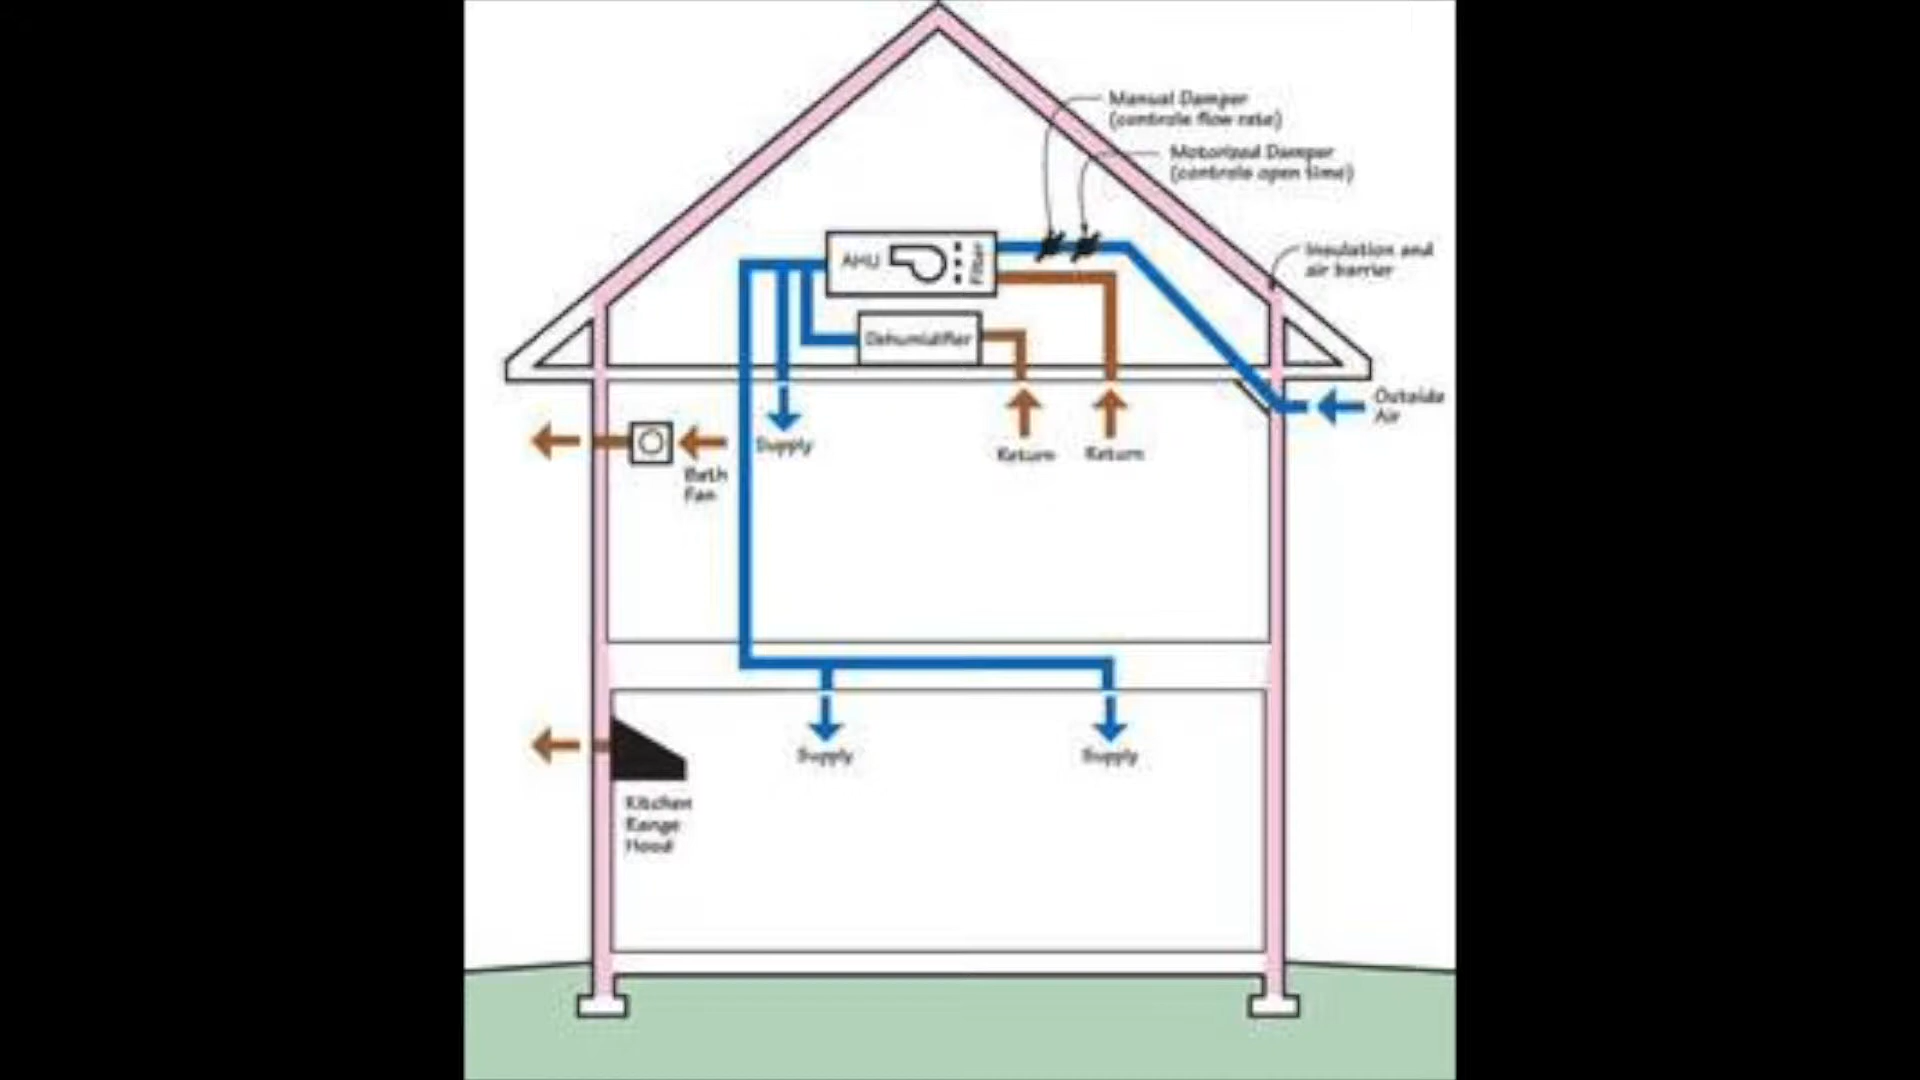 Manual Damper
(controls flow rate)
Motorized Damper
(controls open time)
Insulation and
air barrier
AHU
Filter
Dehumidifier
Outside
Air
Supply
Return
Return
Bath
Fan
Supply
Supply
Kitchen
Range
Hood